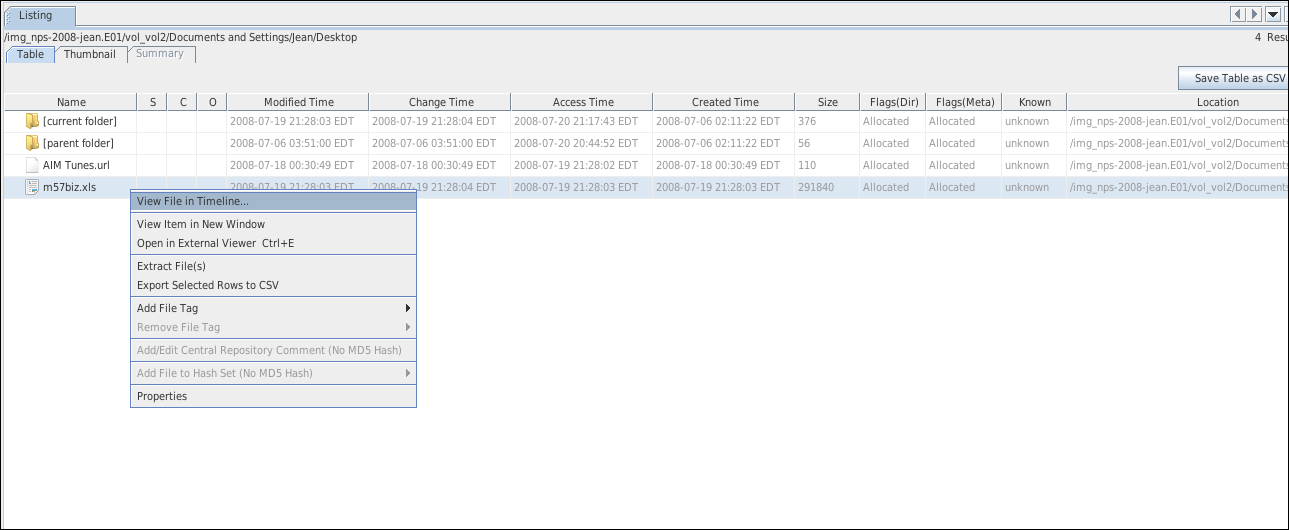 Listing
/img_nps-2008-jean.E01/vol_vol2/Documents and Settings/Jean/Desktop 4 Resu
Table Thumbnail Summary
Save Table as CSV
Name S C O Modified Time Change Time Access Time Created Time Size Flags(Dir) Flags(Meta) Known Location
[current folder] 2008-07-19 21:28:03 EDT 2008-07-19 21:28:04 EDT 2008-07-20 21:17:43 EDT 2008-07-06 02:11:22 EDT 376 Allocated Allocated unknown /img_nps-2008-jean.E01/vol_vol2/Documents
[parent folder] 2008-07-06 03:51:00 EDT 2008-07-06 03:51:00 EDT 2008-07-20 20:44:52 EDT 2008-07-06 02:11:22 EDT 56 Allocated Allocated unknown /img_nps-2008-jean.E01/vol_vol2/Documents
AIM Tunes.url 2008-07-18 00:30:49 EDT 2008-07-18 00:30:49 EDT 2008-07-18 00:30:49 EDT 2008-07-18 00:30:49 EDT 110 Allocated Allocated unknown /img_nps-2008-jean.E01/vol_vol2/Documents
m57biz.xls 2008-07-19 21:28:03 EDT 2008-07-19 21:28:04 EDT 2008-07-19 21:28:03 EDT 2008-07-19 21:28:03 EDT 291840 Allocated Allocated unknown /img_nps-2008-jean.E01/vol_vol2/Documents
View File in Timeline...
View Item in New Window
Open in External Viewer Ctrl+E
Extract File(s)
Export Selected Rows to CSV
Add File Tag
Remove File Tag
Add/Edit Central Repository Comment (No MD5 Hash)
Add File to Hash Set (No MD5 Hash)
Properties